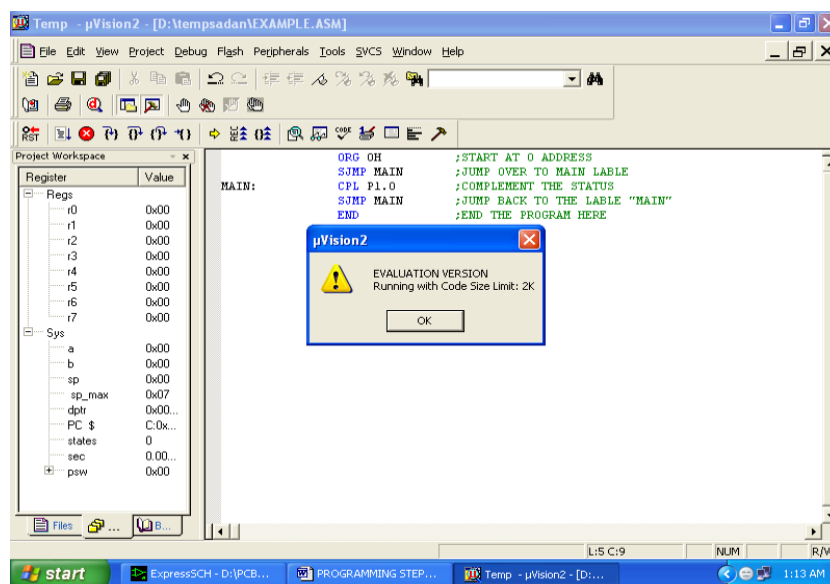 Temp - µVision2 - [D:\tempsadan\EXAMPLE.ASM]
File Edit View Project Debug Flash Peripherals Tools SVCS Window Help
RST CODE
Project Workspace
Register Value
Regs
r0 0x00
r1 0x00
r2 0x00
r3 0x00
r4 0x00
r5 0x00
r6 0x00
r7 0x00
Sys
a 0x00
b 0x00
sp 0x00
sp_max 0x07
dptr 0x00...
PC $ C:0x...
states 0
sec 0.00...
psw 0x00
Files ... B...
ORG 0H ;START AT 0 ADDRESS
SJMP MAIN ;JUMP OVER TO MAIN LABLE
MAIN: CPL P1.0 ;COMPLEMENT THE STATUS
SJMP MAIN ;JUMP BACK TO THE LABLE "MAIN"
END ;END THE PROGRAM HERE
µVision2
EVALUATION VERSION
Running with Code Size Limit: 2K
OK
L:5 C:9 NUM R/W
start ExpressSCH - D:\PCB... PROGRAMMING STEP... Temp - µVision2 - [D:... 1:13 AM